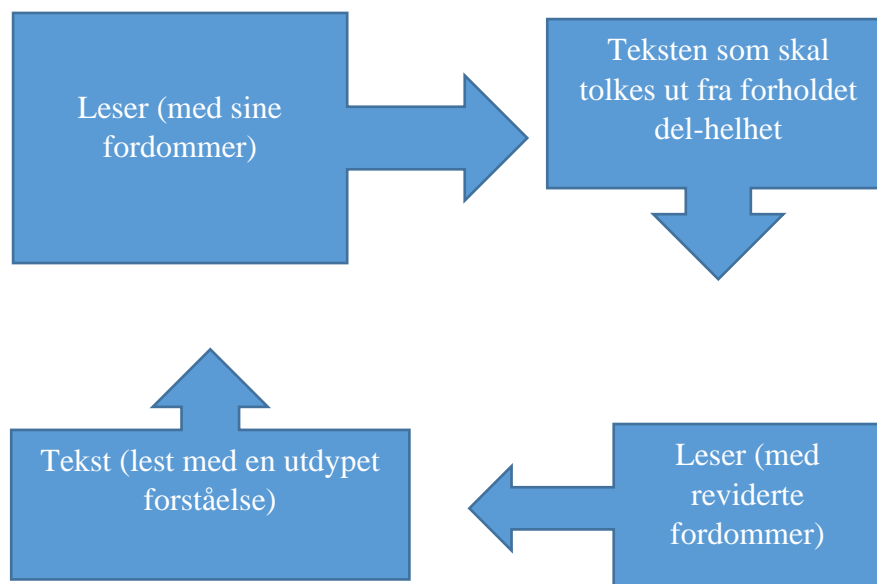 Leser (med sine
fordommer)
Teksten som skal
tolkes ut fra forholdet
del-helhet
Leser (med
reviderte
fordommer)
Tekst (lest med en utdypet
forståelse)